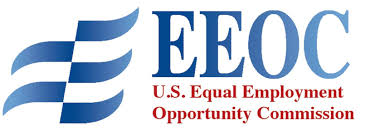 EEOC
U.S. Equal Employment
Opportunity Commission